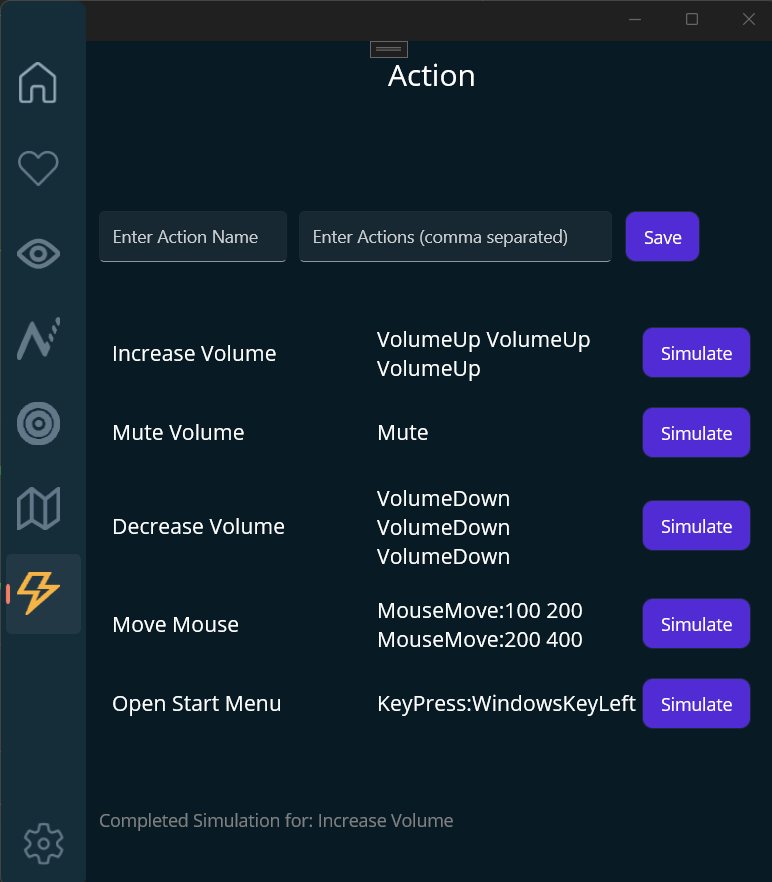 Action
Enter Action Name
Enter Actions (comma separated)
Save
Increase Volume
VolumeUp VolumeUp
VolumeUp
Simulate
Mute Volume
Mute
Simulate
Decrease Volume
VolumeDown
VolumeDown
VolumeDown
Simulate
Move Mouse
MouseMove:100 200
MouseMove:200 400
Simulate
Open Start Menu
KeyPress:WindowsKeyLeft
Simulate
Completed Simulation for: Increase Volume